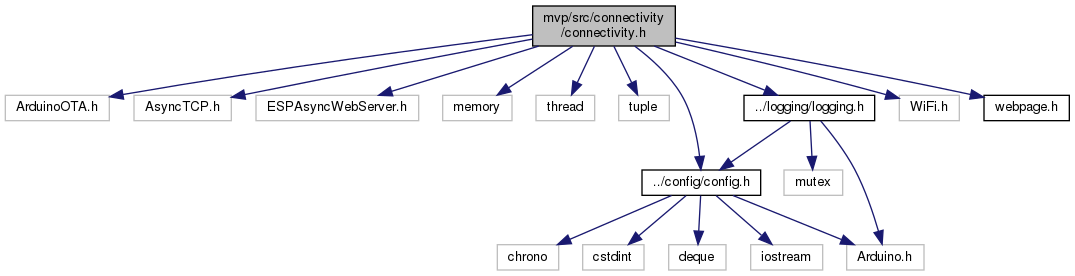 mvp/src/connectivity
/connectivity.h
ArduinoOTA.h
AsyncTCP.h
ESPAsyncWebServer.h
memory
thread
tuple
../logging/logging.h
WiFi.h
webpage.h
../config/config.h
mutex
chrono
cstdint
deque
iostream
Arduino.h